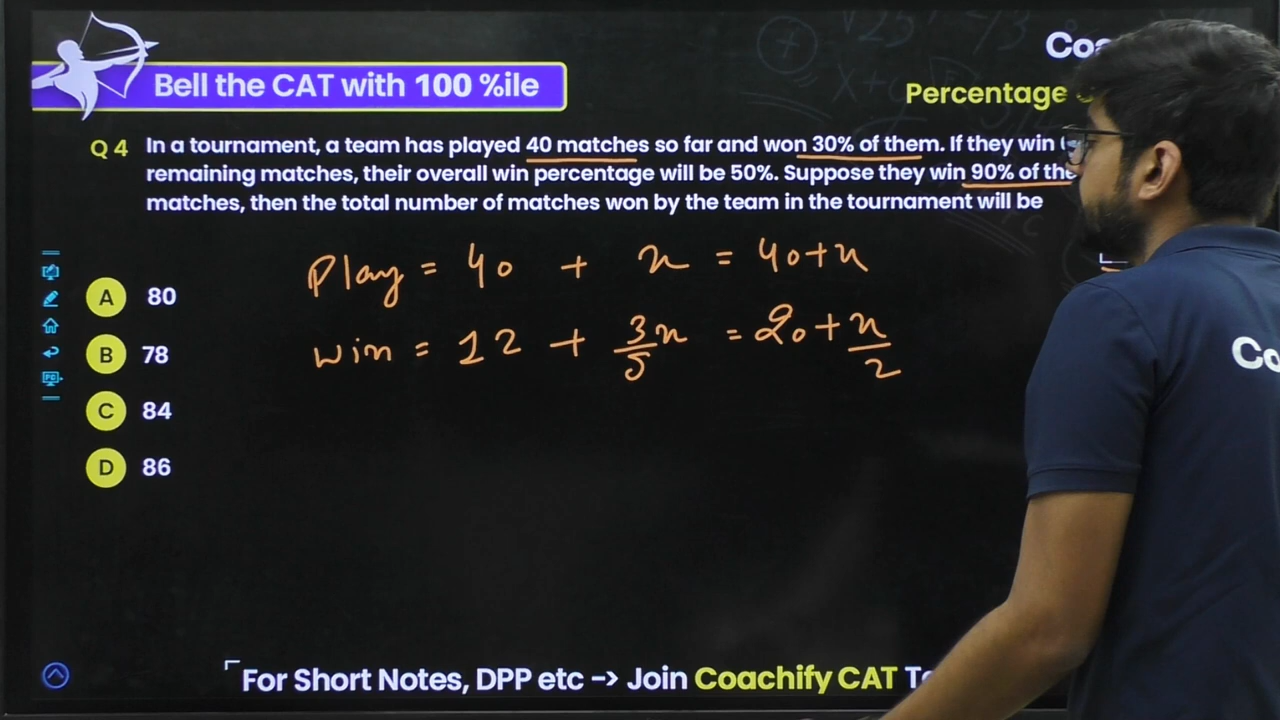 Coa
Bell the CAT with 100 %ile
Percentage
Q 4 In a tournament, a team has played 40 matches so far and won 30% of them. If they win
remaining matches, their overall win percentage will be 50%. Suppose they win 90% of the
matches, then the total number of matches won by the team in the tournament will be
Play = 40 + x = 40+x
win = 12 + 3/5 x = 20 + x/2
A 80
B 78
C 84
D 86
Co
For Short Notes, DPP etc -> Join Coachify CAT Te